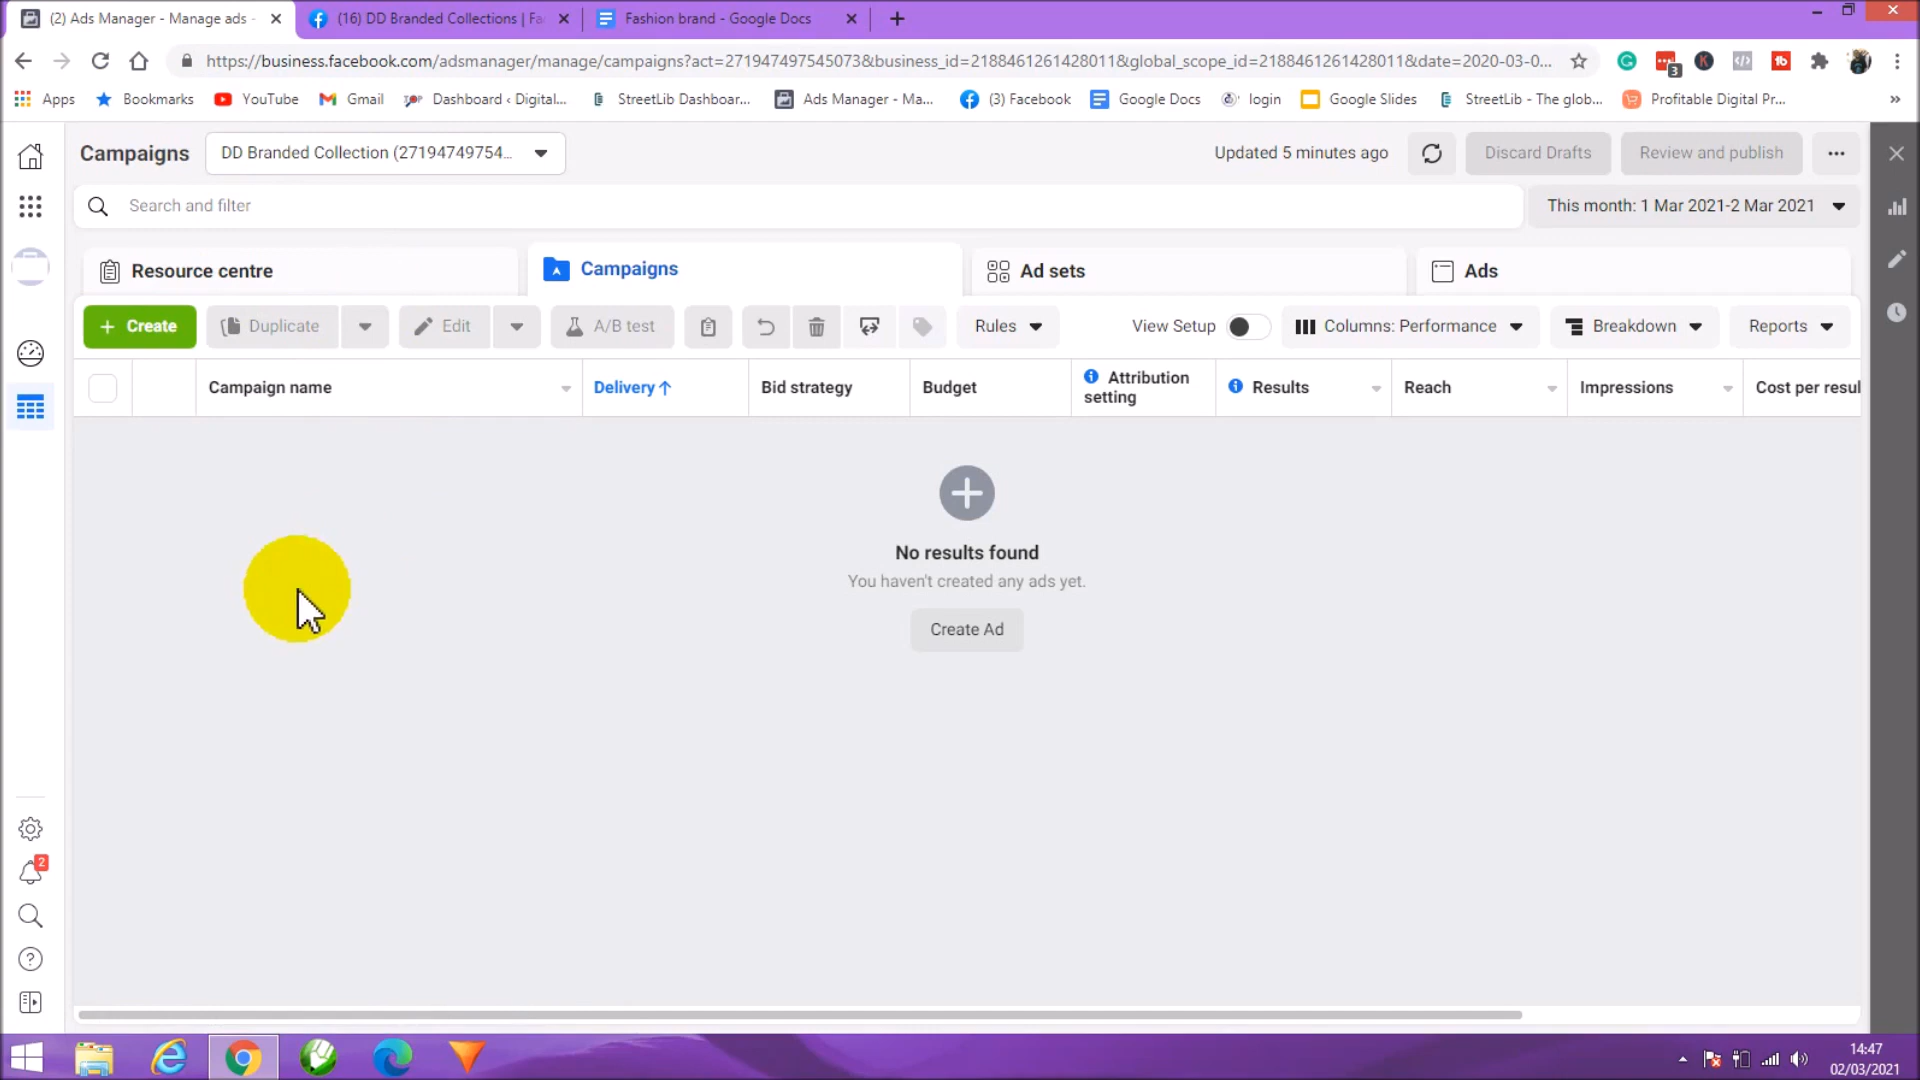 (2) Ads Manager - Manage ads -
(16) DD Branded Collections | Fa
Fashion brand - Google Docs
https://business.facebook.com/adsmanager/manage/campaigns?act=271947497545073&business_id=2188461261428011&global_scope_id=2188461261428011&date=2020-03-0...
3
Apps
Bookmarks
YouTube
Gmail
Dashboard ‹ Digital...
StreetLib Dashboar...
Ads Manager - Ma...
(3) Facebook
Google Docs
login
Google Slides
StreetLib - The glob...
Profitable Digital Pr...
»
Campaigns
DD Branded Collection (27194749754...
Updated 5 minutes ago
Discard Drafts
Review and publish
Search and filter
This month: 1 Mar 2021-2 Mar 2021
Resource centre
Campaigns
Ad sets
Ads
+ Create
Duplicate
Edit
A/B test
Rules
View Setup
Columns: Performance
Breakdown
Reports
Campaign name
Delivery ↑
Bid strategy
Budget
Attribution setting
Results
Reach
Impressions
Cost per resul
No results found
You haven't created any ads yet.
Create Ad
2
14:47
02/03/2021